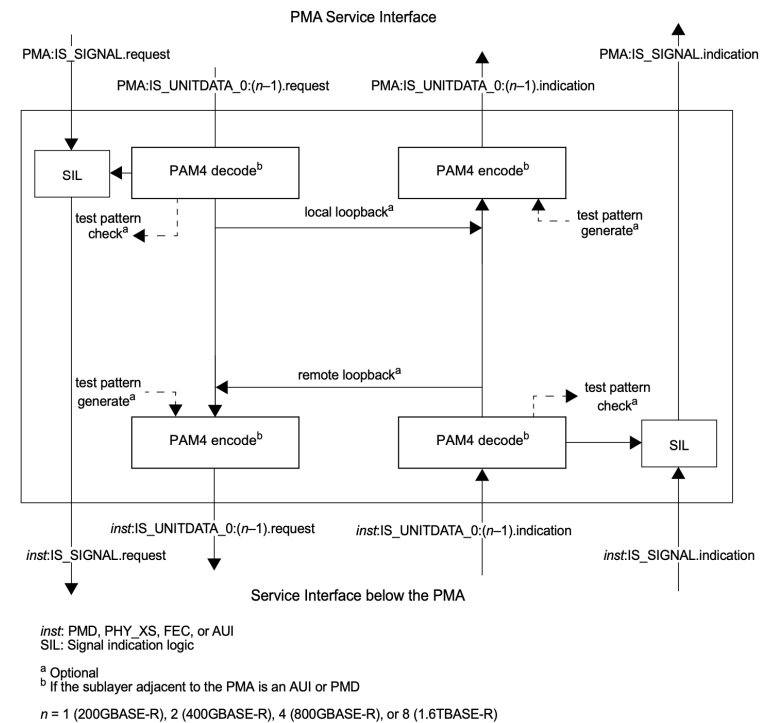 PMA Service Interface
PMA:IS_SIGNAL.request
PMA:IS_SIGNAL.indication
PMA:IS_UNITDATA_0:(n–1).request
PMA:IS_UNITDATA_0:(n–1).indication
SIL
PAM4 decodeᵇ
PAM4 encodeᵇ
test pattern
checkᵃ
local loopbackᵃ
test pattern
generateᵃ
test pattern
generateᵃ
remote loopbackᵃ
test pattern
checkᵃ
PAM4 encodeᵇ
PAM4 decodeᵇ
SIL
inst:IS_UNITDATA_0:(n–1).request
inst:IS_UNITDATA_0:(n–1).indication
inst:IS_SIGNAL.request
inst:IS_SIGNAL.indication
Service Interface below the PMA
inst: PMD, PHY_XS, FEC, or AUI
SIL: Signal indication logic
ᵃ Optional
ᵇ If the sublayer adjacent to the PMA is an AUI or PMD
n = 1 (200GBASE-R), 2 (400GBASE-R), 4 (800GBASE-R), or 8 (1.6TBASE-R)